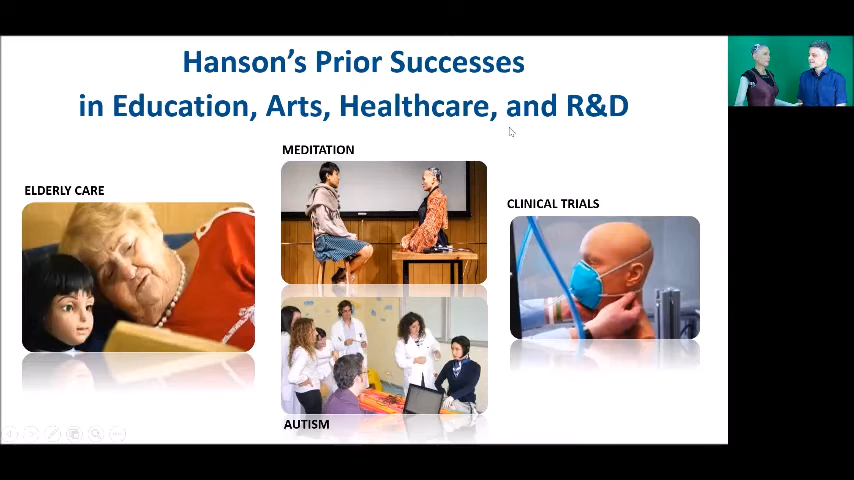 Hanson's Prior Successes
in Education, Arts, Healthcare, and R&D
MEDITATION
ELDERLY CARE
CLINICAL TRIALS
AUTISM